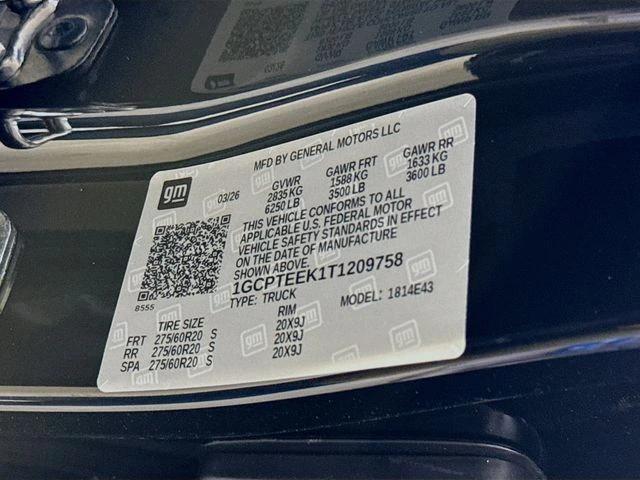 MFD BY GENERAL MOTORS LLC
gm
03/26
GVWR GAWR FRT GAWR RR
2835 KG 1588 KG 1633 KG
6250 LB 3500 LB 3600 LB
THIS VEHICLE CONFORMS TO ALL
APPLICABLE U.S. FEDERAL MOTOR
VEHICLE SAFETY STANDARDS IN EFFECT
ON THE DATE OF MANUFACTURE
SHOWN ABOVE.
8555
1GCPTEEK1T1209758
TYPE: TRUCK MODEL: 1814E43
TIRE SIZE RIM
FRT 275/60R20 S 20X9J
RR 275/60R20 S 20X9J
SPA 275/60R20 S 20X9J